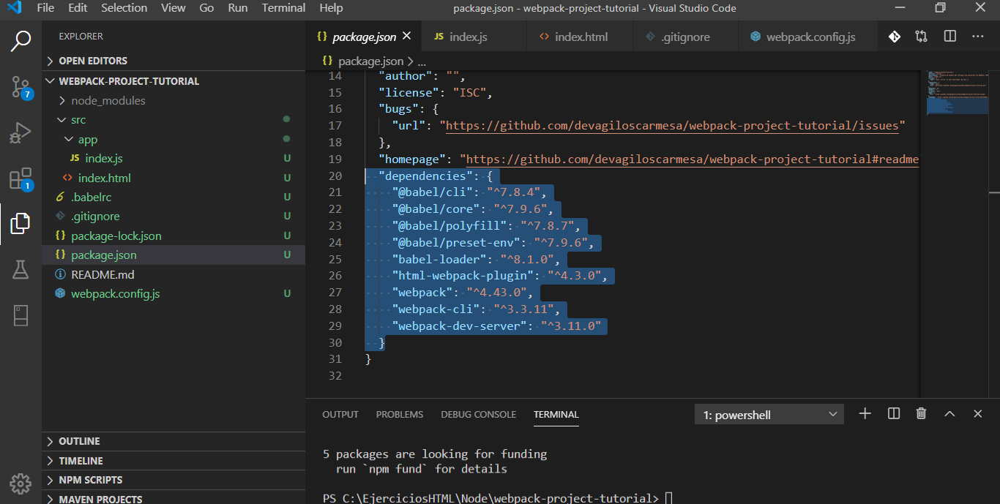 File Edit Selection View Go Run Terminal Help package.json - webpack-project-tutorial - Visual Studio Code
7
1
EXPLORER
OPEN EDITORS
WEBPACK-PROJECT-TUTORIAL
node_modules
src
app
JS index.js U
<> index.html U
6 .babelrc U
.gitignore U
{} package-lock.json U
{} package.json U
README.md
webpack.config.js U
OUTLINE
TIMELINE
NPM SCRIPTS
MAVEN PROJECTS
{} package.json JS index.js <> index.html .gitignore webpack.config.js ...
{} package.json > ...
14 "author": "",
15 "license": "ISC",
16 "bugs": {
17 "url": "https://github.com/devagiloscarmesa/webpack-project-tutorial/issues"
18 },
19 "homepage": "https://github.com/devagiloscarmesa/webpack-project-tutorial#readme
20 "dependencies": {
21 "@babel/cli": "^7.8.4",
22 "@babel/core": "^7.9.6",
23 "@babel/polyfill": "^7.8.7",
24 "@babel/preset-env": "^7.9.6",
25 "babel-loader": "^8.1.0",
26 "html-webpack-plugin": "^4.3.0",
27 "webpack": "^4.43.0",
28 "webpack-cli": "^3.3.11",
29 "webpack-dev-server": "^3.11.0"
30 }
31 }
32
OUTPUT PROBLEMS DEBUG CONSOLE TERMINAL 1: powershell
5 packages are looking for funding
run `npm fund` for details
PS C:\EjerciciosHTML\Node\webpack-project-tutorial>